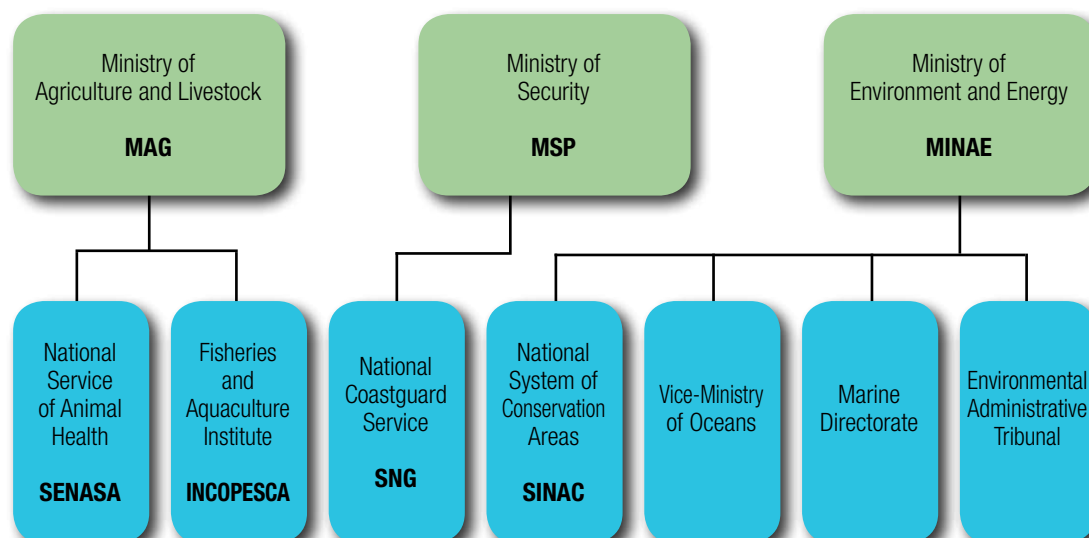 Ministry of
Agriculture and Livestock
MAG
Ministry of
Security
MSP
Ministry of
Environment and Energy
MINAE
National
Service
of Animal
Health
SENASA
Fisheries
and
Aquaculture
Institute
INCOPESCA
National
Coastguard
Service
SNG
National
System of
Conservation
Areas
SINAC
Vice-Ministry
of Oceans
Marine
Directorate
Environmental
Administrative
Tribunal